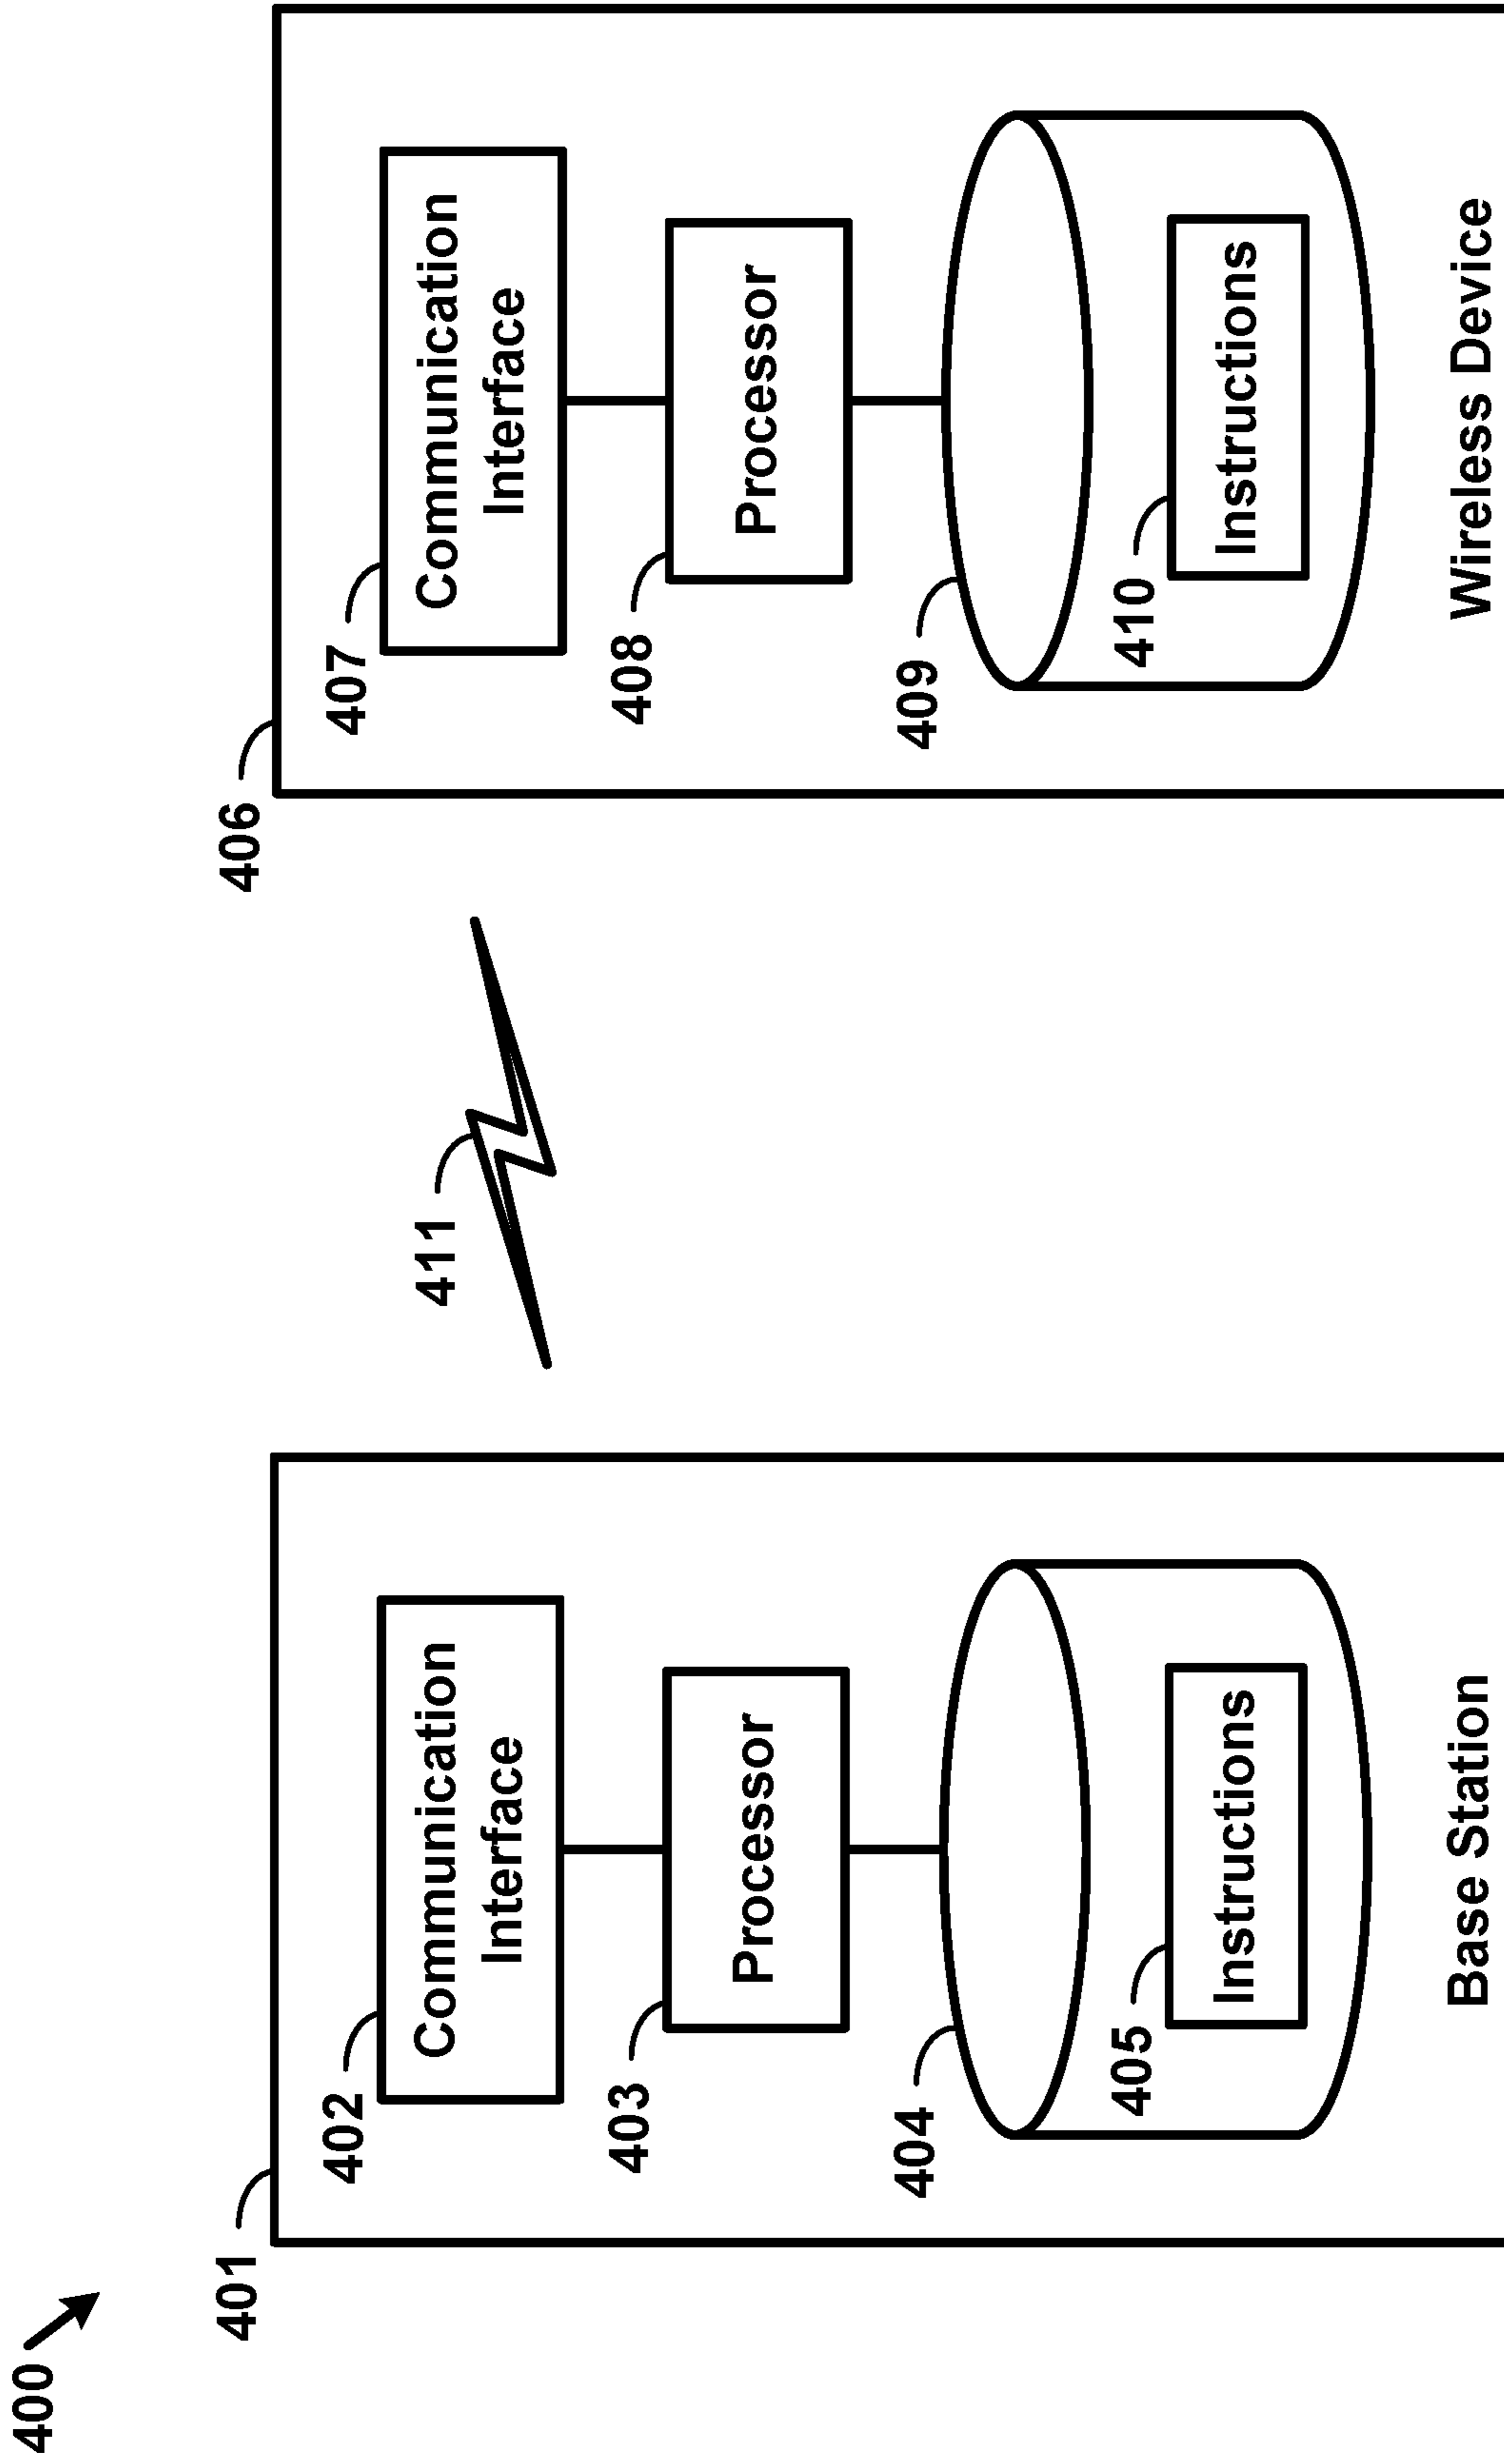 400
401
402
Communication
Interface
403
Processor
404
405
Instructions
Base Station
411
406
407
Communication
Interface
408
Processor
409
410
Instructions
Wireless Device